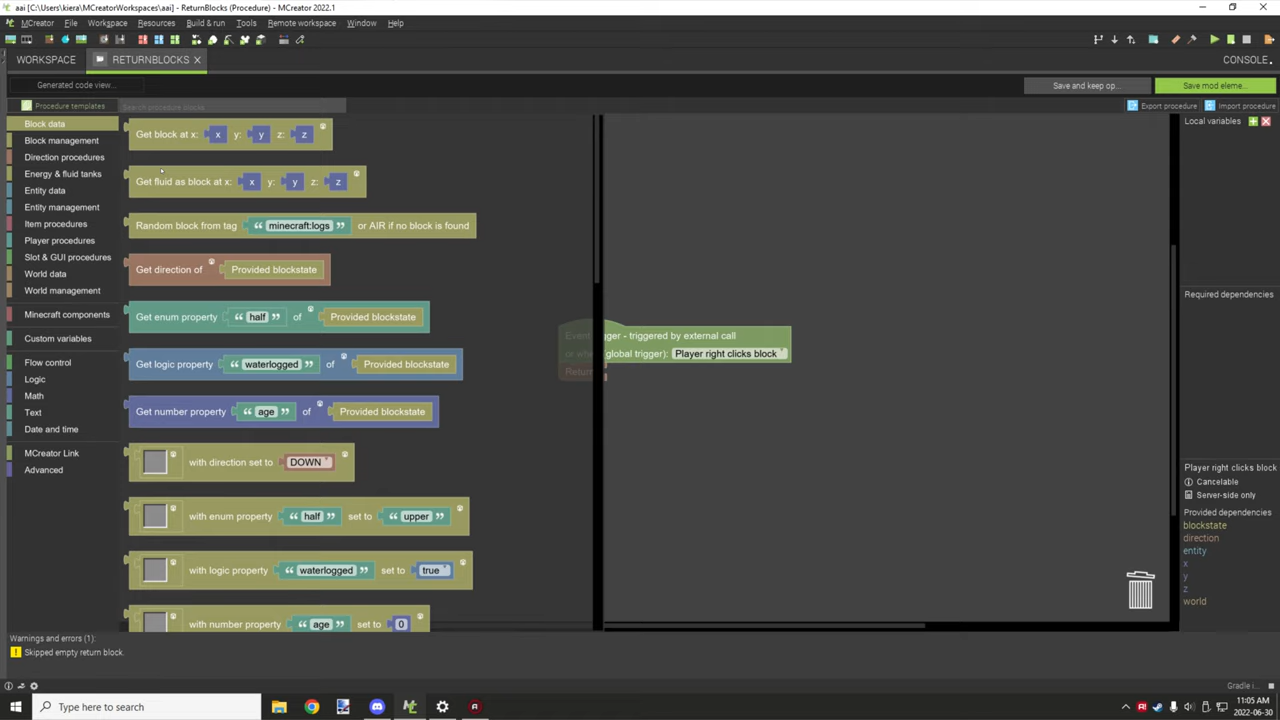 aai [C:\Users\kiera\MCreatorWorkspaces\aai] - ReturnBlocks (Procedure) - MCreator 2022.1
MCreator File Workspace Resources Build & run Tools Remote workspace Window Help
WORKSPACE RETURNBLOCKS CONSOLE
Generated code view... Save and keep op... Save mod eleme...
Procedure templates Search procedure blocks Export procedure Import procedure
Block data
Block management
Direction procedures
Energy & fluid tanks
Entity data
Entity management
Item procedures
Player procedures
Slot & GUI procedures
World data
World management
Minecraft components
Custom variables
Flow control
Logic
Math
Text
Date and time
MCreator Link
Advanced
Get block at x: x y: y z: z
Get fluid as block at x: x y: y z: z
Random block from tag “ minecraft:logs ” or AIR if no block is found
Get direction of Provided blockstate
Get enum property “ half ” of Provided blockstate
Get logic property “ waterlogged ” of Provided blockstate
Get number property “ age ” of Provided blockstate
with direction set to DOWN
with enum property “ half ” set to “ upper ”
with logic property “ waterlogged ” set to true
with number property “ age ” set to 0
Event trigger - triggered by external call
or when global trigger): Player right clicks block
Return
Local variables
Required dependencies
Player right clicks block
Cancelable
Server-side only
Provided dependencies
blockstate
direction
entity
x
y
z
world
Warnings and errors (1):
Skipped empty return block.
Gradle i...
Type here to search
11:05 AM
2022-06-30